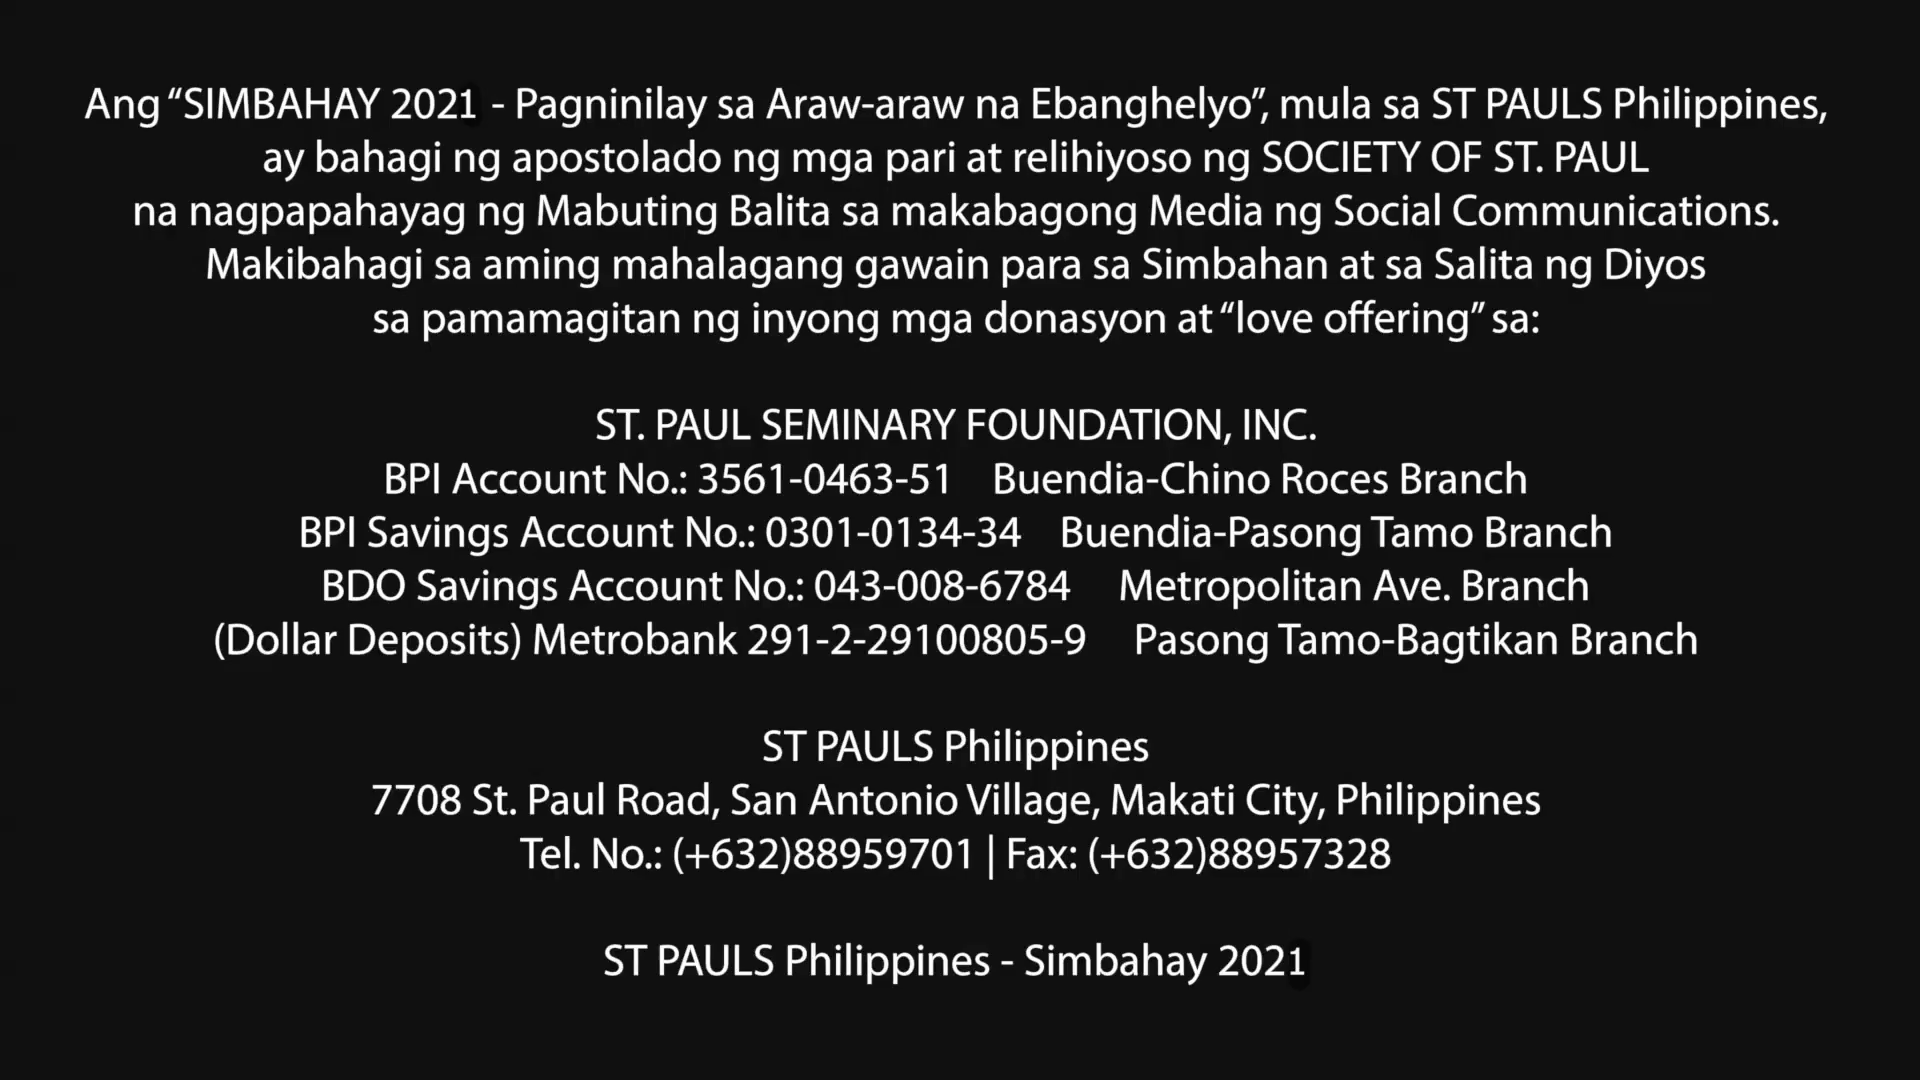 Ang “SIMBAHAY 2021 - Pagninilay sa Araw-araw na Ebanghelyo”, mula sa ST PAULS Philippines,
ay bahagi ng apostolado ng mga pari at relihiyoso ng SOCIETY OF ST. PAUL
na nagpapahayag ng Mabuting Balita sa makabagong Media ng Social Communications.
Makibahagi sa aming mahalagang gawain para sa Simbahan at sa Salita ng Diyos
sa pamamagitan ng inyong mga donasyon at “love offering” sa:
ST. PAUL SEMINARY FOUNDATION, INC.
BPI Account No.: 3561-0463-51 Buendia-Chino Roces Branch
BPI Savings Account No.: 0301-0134-34 Buendia-Pasong Tamo Branch
BDO Savings Account No.: 043-008-6784 Metropolitan Ave. Branch
(Dollar Deposits) Metrobank 291-2-29100805-9 Pasong Tamo-Bagtikan Branch
ST PAULS Philippines
7708 St. Paul Road, San Antonio Village, Makati City, Philippines
Tel. No.: (+632)88959701 | Fax: (+632)88957328
ST PAULS Philippines - Simbahay 2021